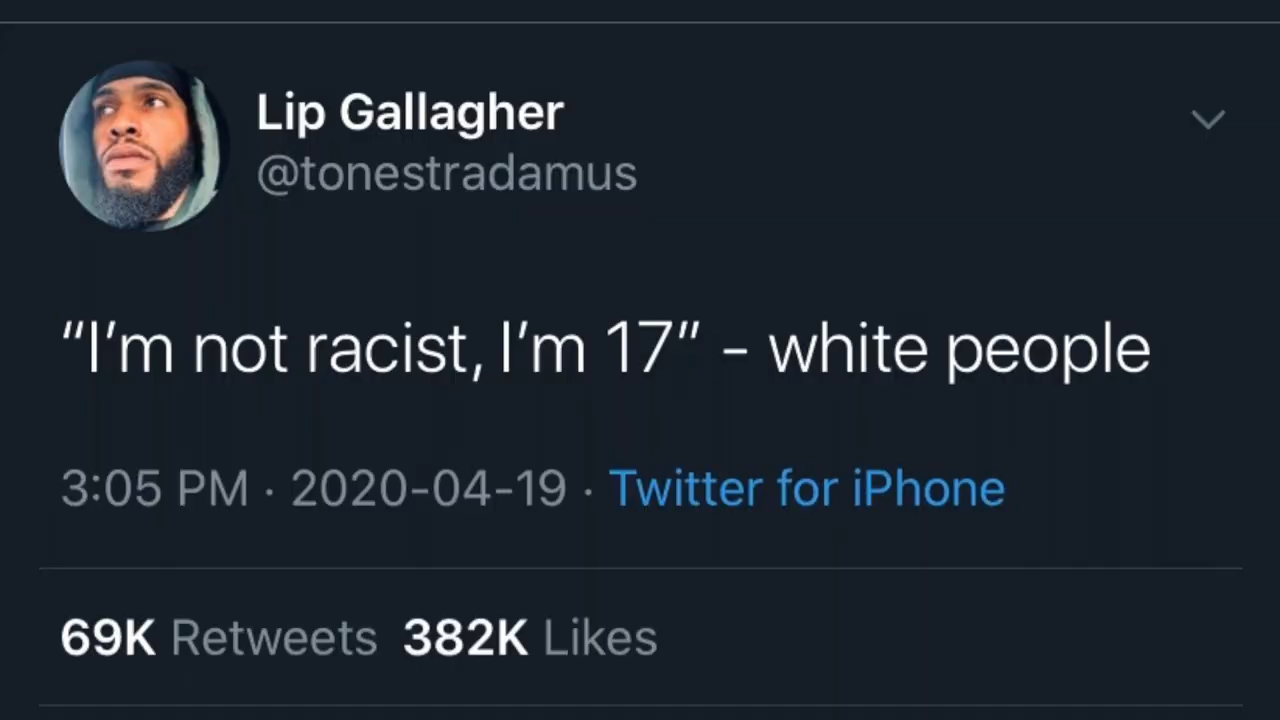 Lip Gallagher
@tonestradamus
“I’m not racist, I’m 17” - white people
3:05 PM · 2020-04-19 · Twitter for iPhone
69K Retweets 382K Likes